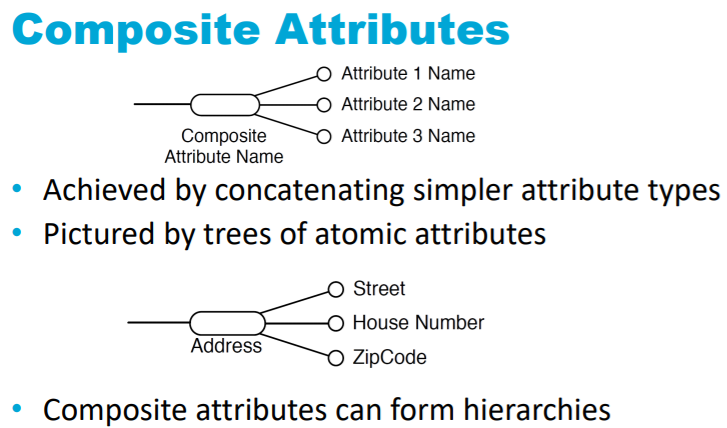 Composite Attributes
Attribute 1 Name
Attribute 2 Name
Attribute 3 Name
Composite
Attribute Name
• Achieved by concatenating simpler attribute types
• Pictured by trees of atomic attributes
Street
House Number
Address
ZipCode
• Composite attributes can form hierarchies